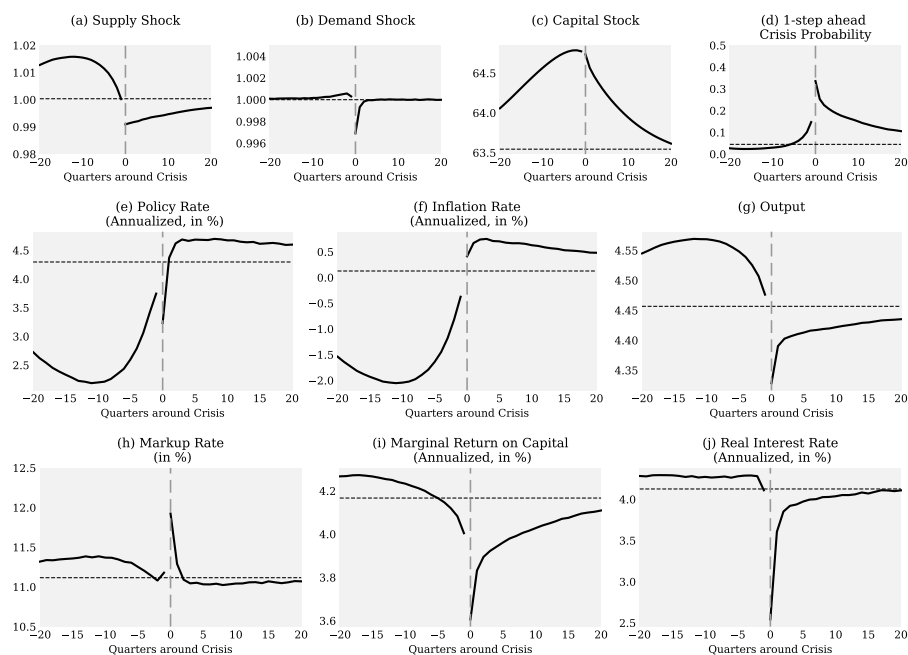 (a) Supply Shock
1.02
1.01
1.00
0.99
0.98
−20 −10 0 10 20
Quarters around Crisis
(b) Demand Shock
1.004
1.002
1.000
0.998
0.996
−20 −10 0 10 20
Quarters around Crisis
(c) Capital Stock
64.5
64.0
63.5
−20 −10 0 10 20
Quarters around Crisis
(d) 1-step ahead
Crisis Probability
0.5
0.4
0.3
0.2
0.1
0.0
−20 −10 0 10 20
Quarters around Crisis
(e) Policy Rate
(Annualized, in %)
4.5
4.0
3.5
3.0
2.5
−20 −15 −10 −5 0 5 10 15 20
Quarters around Crisis
(f) Inflation Rate
(Annualized, in %)
0.5
0.0
−0.5
−1.0
−1.5
−2.0
−20 −15 −10 −5 0 5 10 15 20
Quarters around Crisis
(g) Output
4.55
4.50
4.45
4.40
4.35
−20 −15 −10 −5 0 5 10 15 20
Quarters around Crisis
(h) Markup Rate
(in %)
12.5
12.0
11.5
11.0
10.5
−20 −15 −10 −5 0 5 10 15 20
Quarters around Crisis
(i) Marginal Return on Capital
(Annualized, in %)
4.2
4.0
3.8
3.6
−20 −15 −10 −5 0 5 10 15 20
Quarters around Crisis
(j) Real Interest Rate
(Annualized, in %)
4.0
3.5
3.0
2.5
−20 −15 −10 −5 0 5 10 15 20
Quarters around Crisis